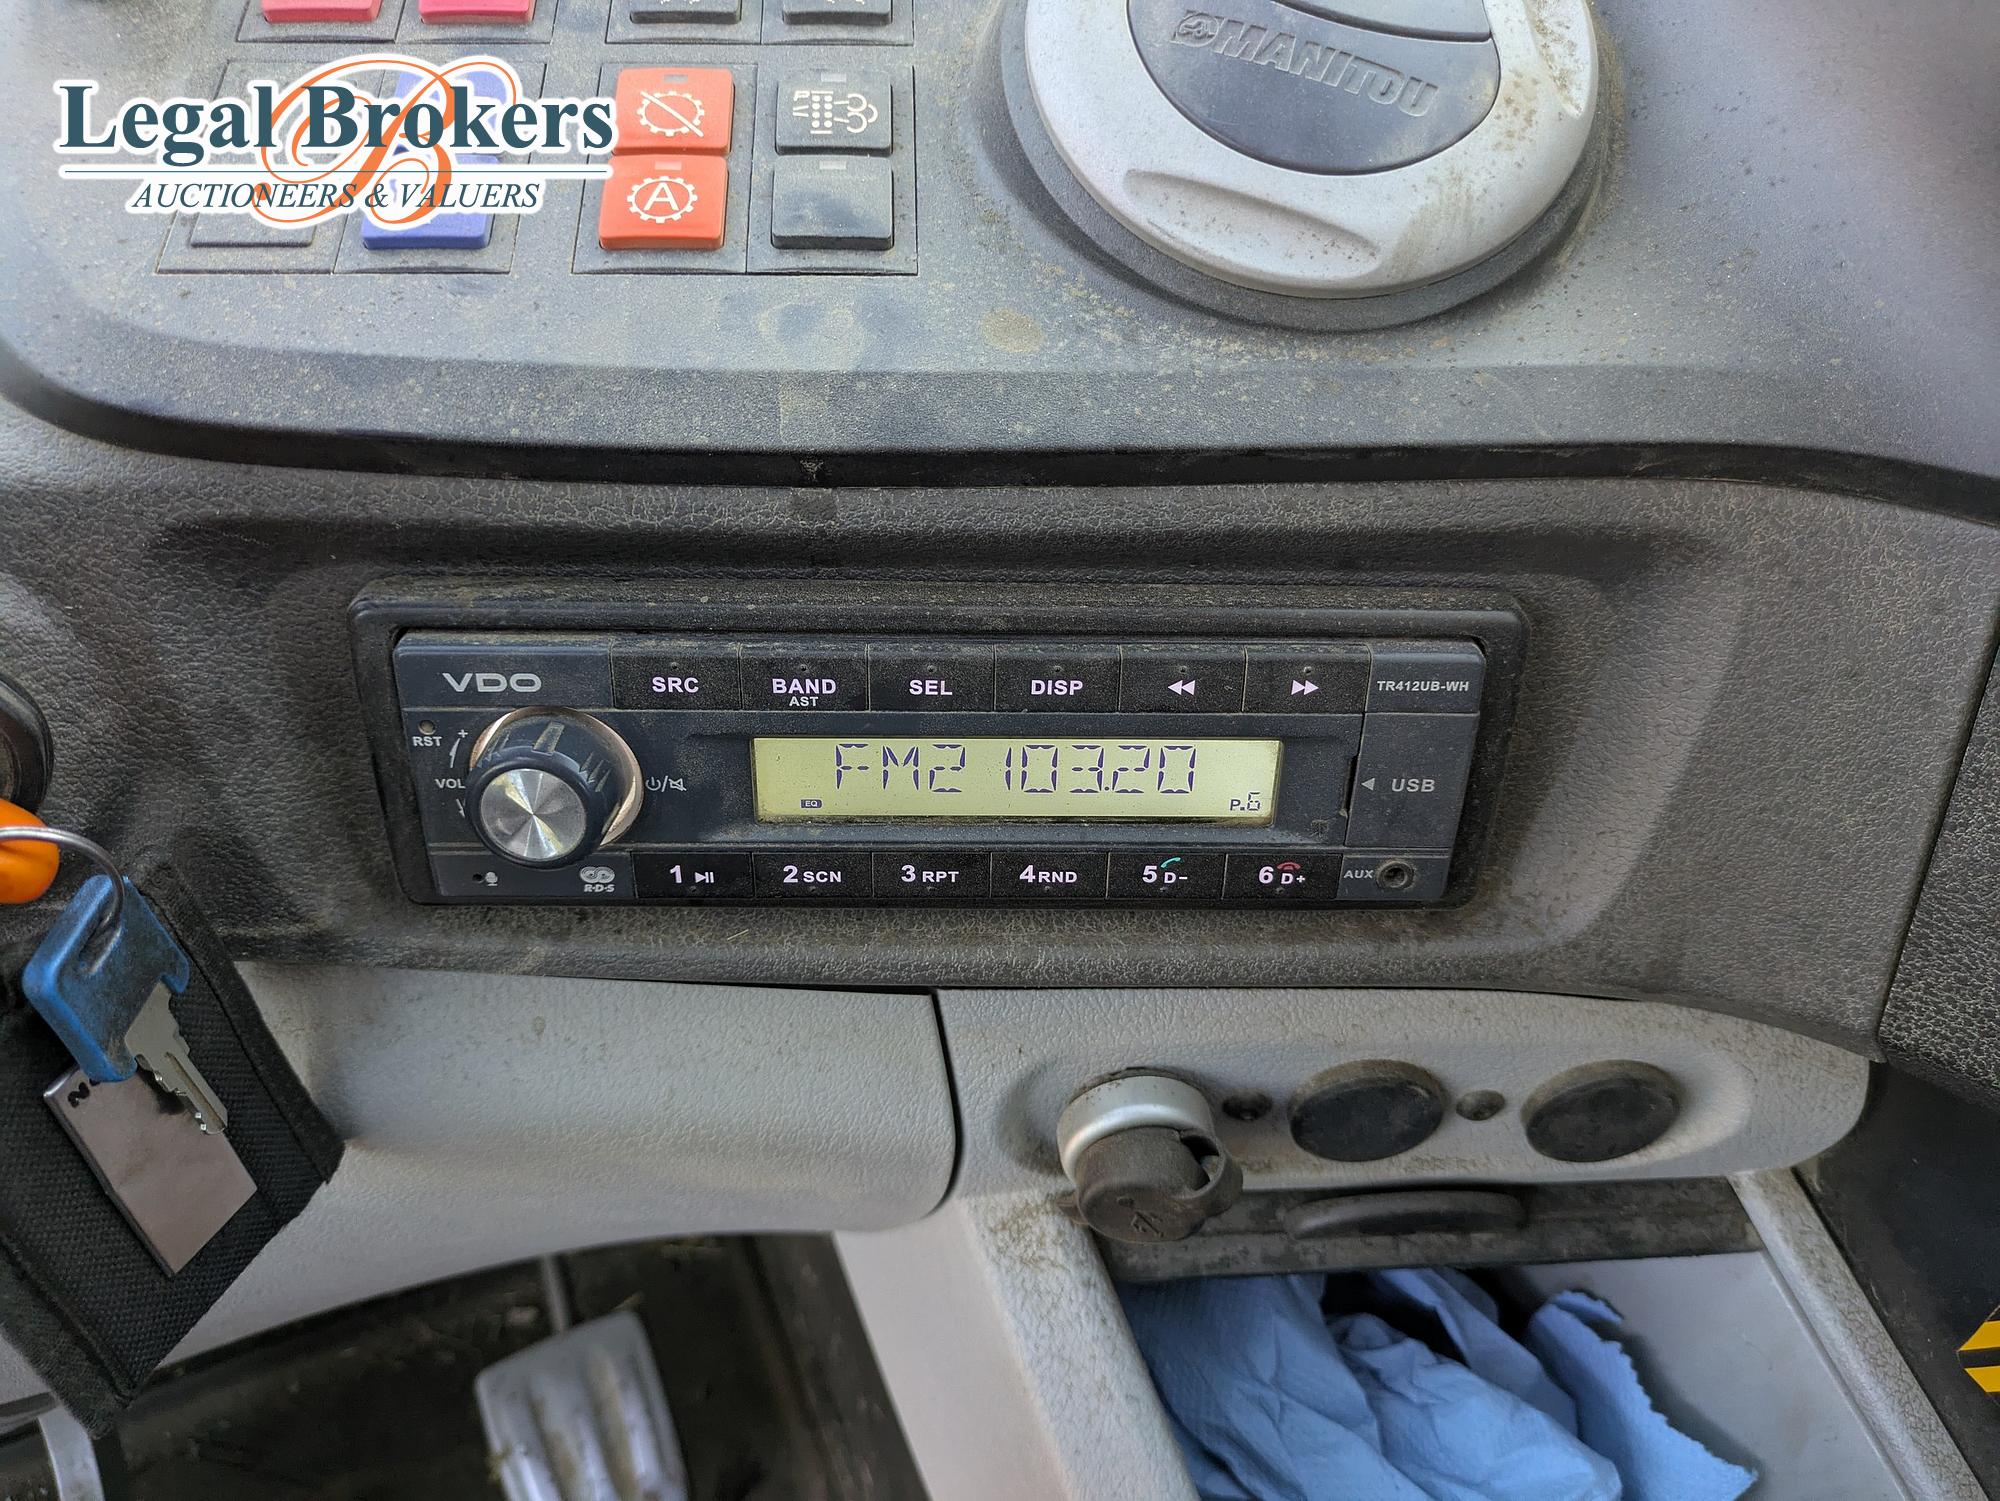 MANITOU
Legal Brokers
AUCTIONEERS & VALUERS
P
A
VDO
SRC
BAND
AST
SEL
DISP
TR412UB-WH
RST
+
VOL
FM2 103.20
EQ
P.6
USB
R·D·S
1
2 SCN
3 RPT
4 RND
5 D-
6 D+
AUX